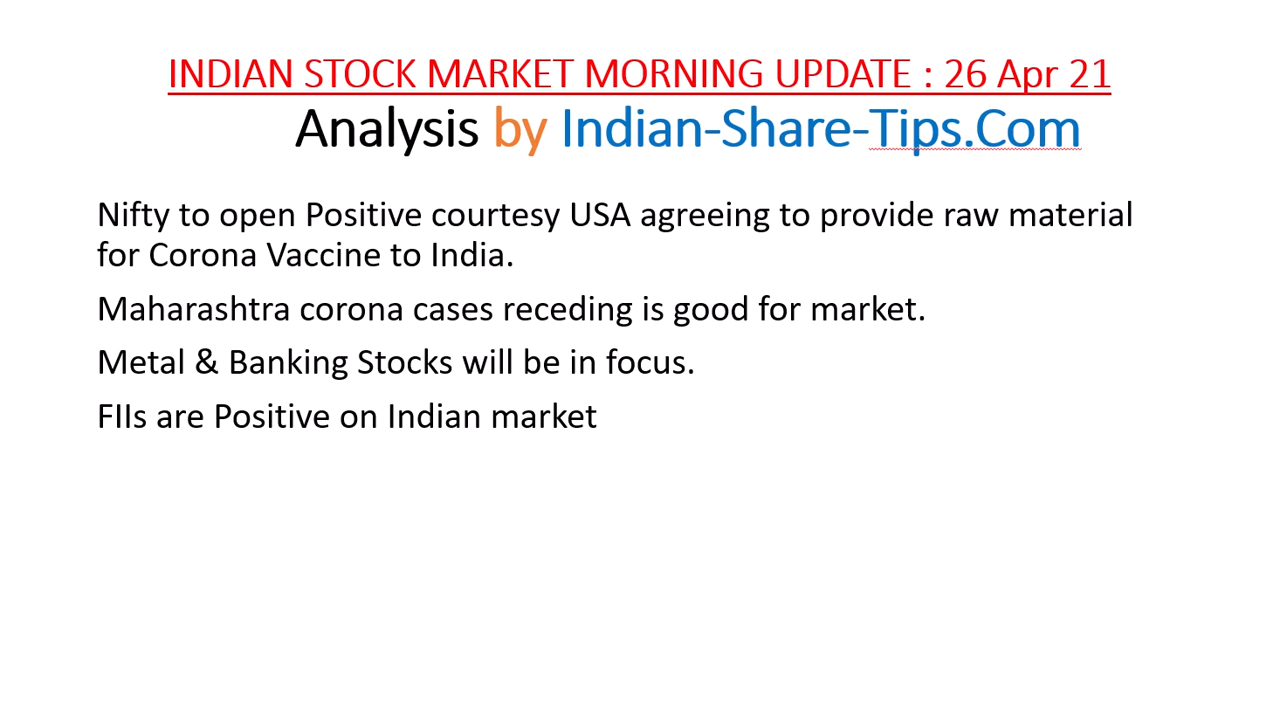 INDIAN STOCK MARKET MORNING UPDATE : 26 Apr 21
Analysis by Indian-Share-Tips.Com
Nifty to open Positive courtesy USA agreeing to provide raw material
for Corona Vaccine to India.
Maharashtra corona cases receding is good for market.
Metal & Banking Stocks will be in focus.
FIIs are Positive on Indian market